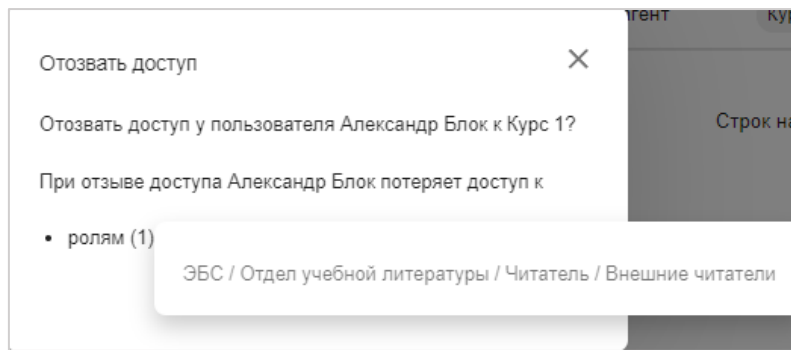 Отозвать доступ
Отозвать доступ у пользователя Александр Блок к Курс 1?
Строк
При отзыве доступа Александр Блок потеряет доступ к
• ролям (1)
ЭБС / Отдел учебной литературы / Читатель / Внешние читатели